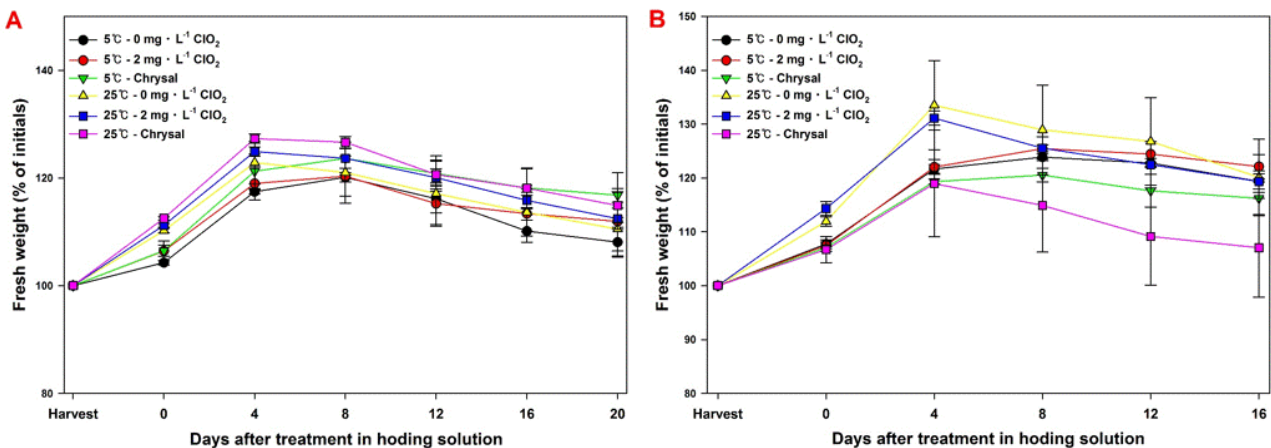 A
5℃ - 0 mg · L⁻¹ ClO₂
5℃ - 2 mg · L⁻¹ ClO₂
5℃ - Chrysal
25℃ - 0 mg · L⁻¹ ClO₂
25℃ - 2 mg · L⁻¹ ClO₂
25℃ - Chrysal
Fresh weight (% of initials)
140
120
100
80
Harvest 0 4 8 12 16 20
Days after treatment in hoding solution
B
5℃ - 0 mg · L⁻¹ ClO₂
5℃ - 2 mg · L⁻¹ ClO₂
5℃ - Chrysal
25℃ - 0 mg · L⁻¹ ClO₂
25℃ - 2 mg · L⁻¹ ClO₂
25℃ - Chrysal
Fresh weight (% of initials)
150
140
130
120
110
100
90
80
Harvest 0 4 8 12 16
Days after treatment in hoding solution